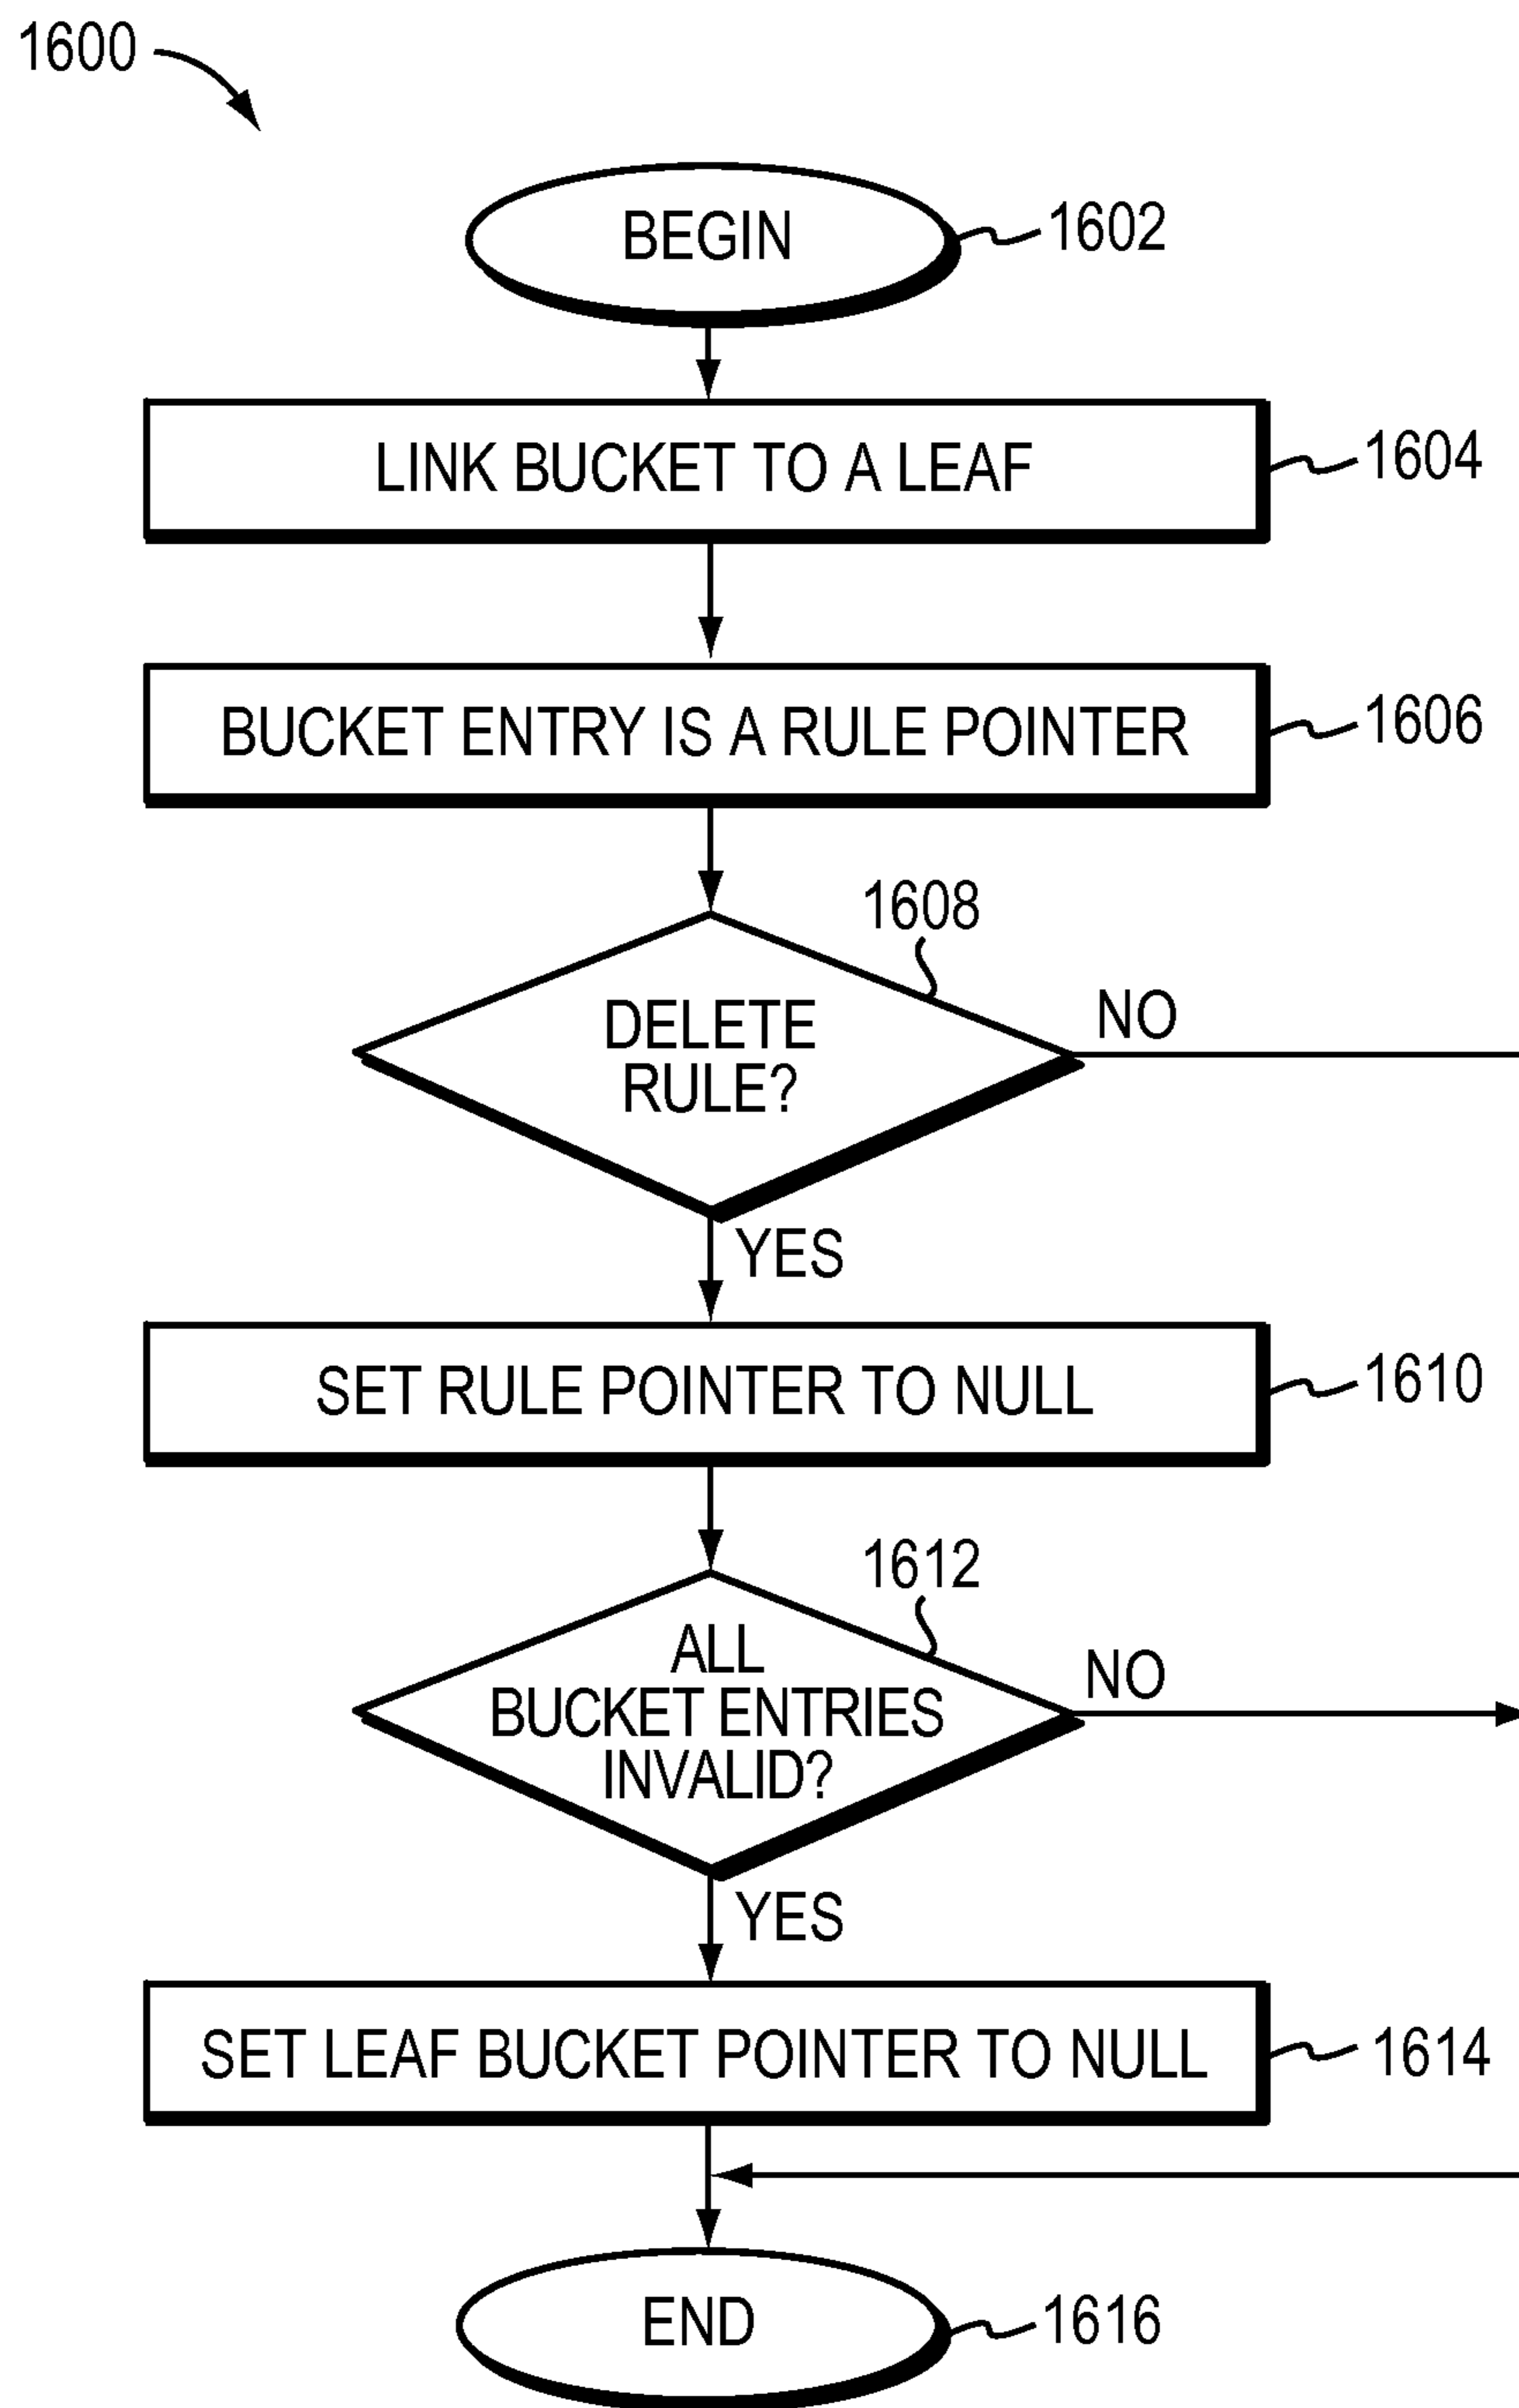 1600
BEGIN
1602
LINK BUCKET TO A LEAF
1604
BUCKET ENTRY IS A RULE POINTER
1606
1608
DELETE
RULE?
NO
YES
SET RULE POINTER TO NULL
1610
1612
ALL
BUCKET ENTRIES
INVALID?
NO
YES
SET LEAF BUCKET POINTER TO NULL
1614
END
1616